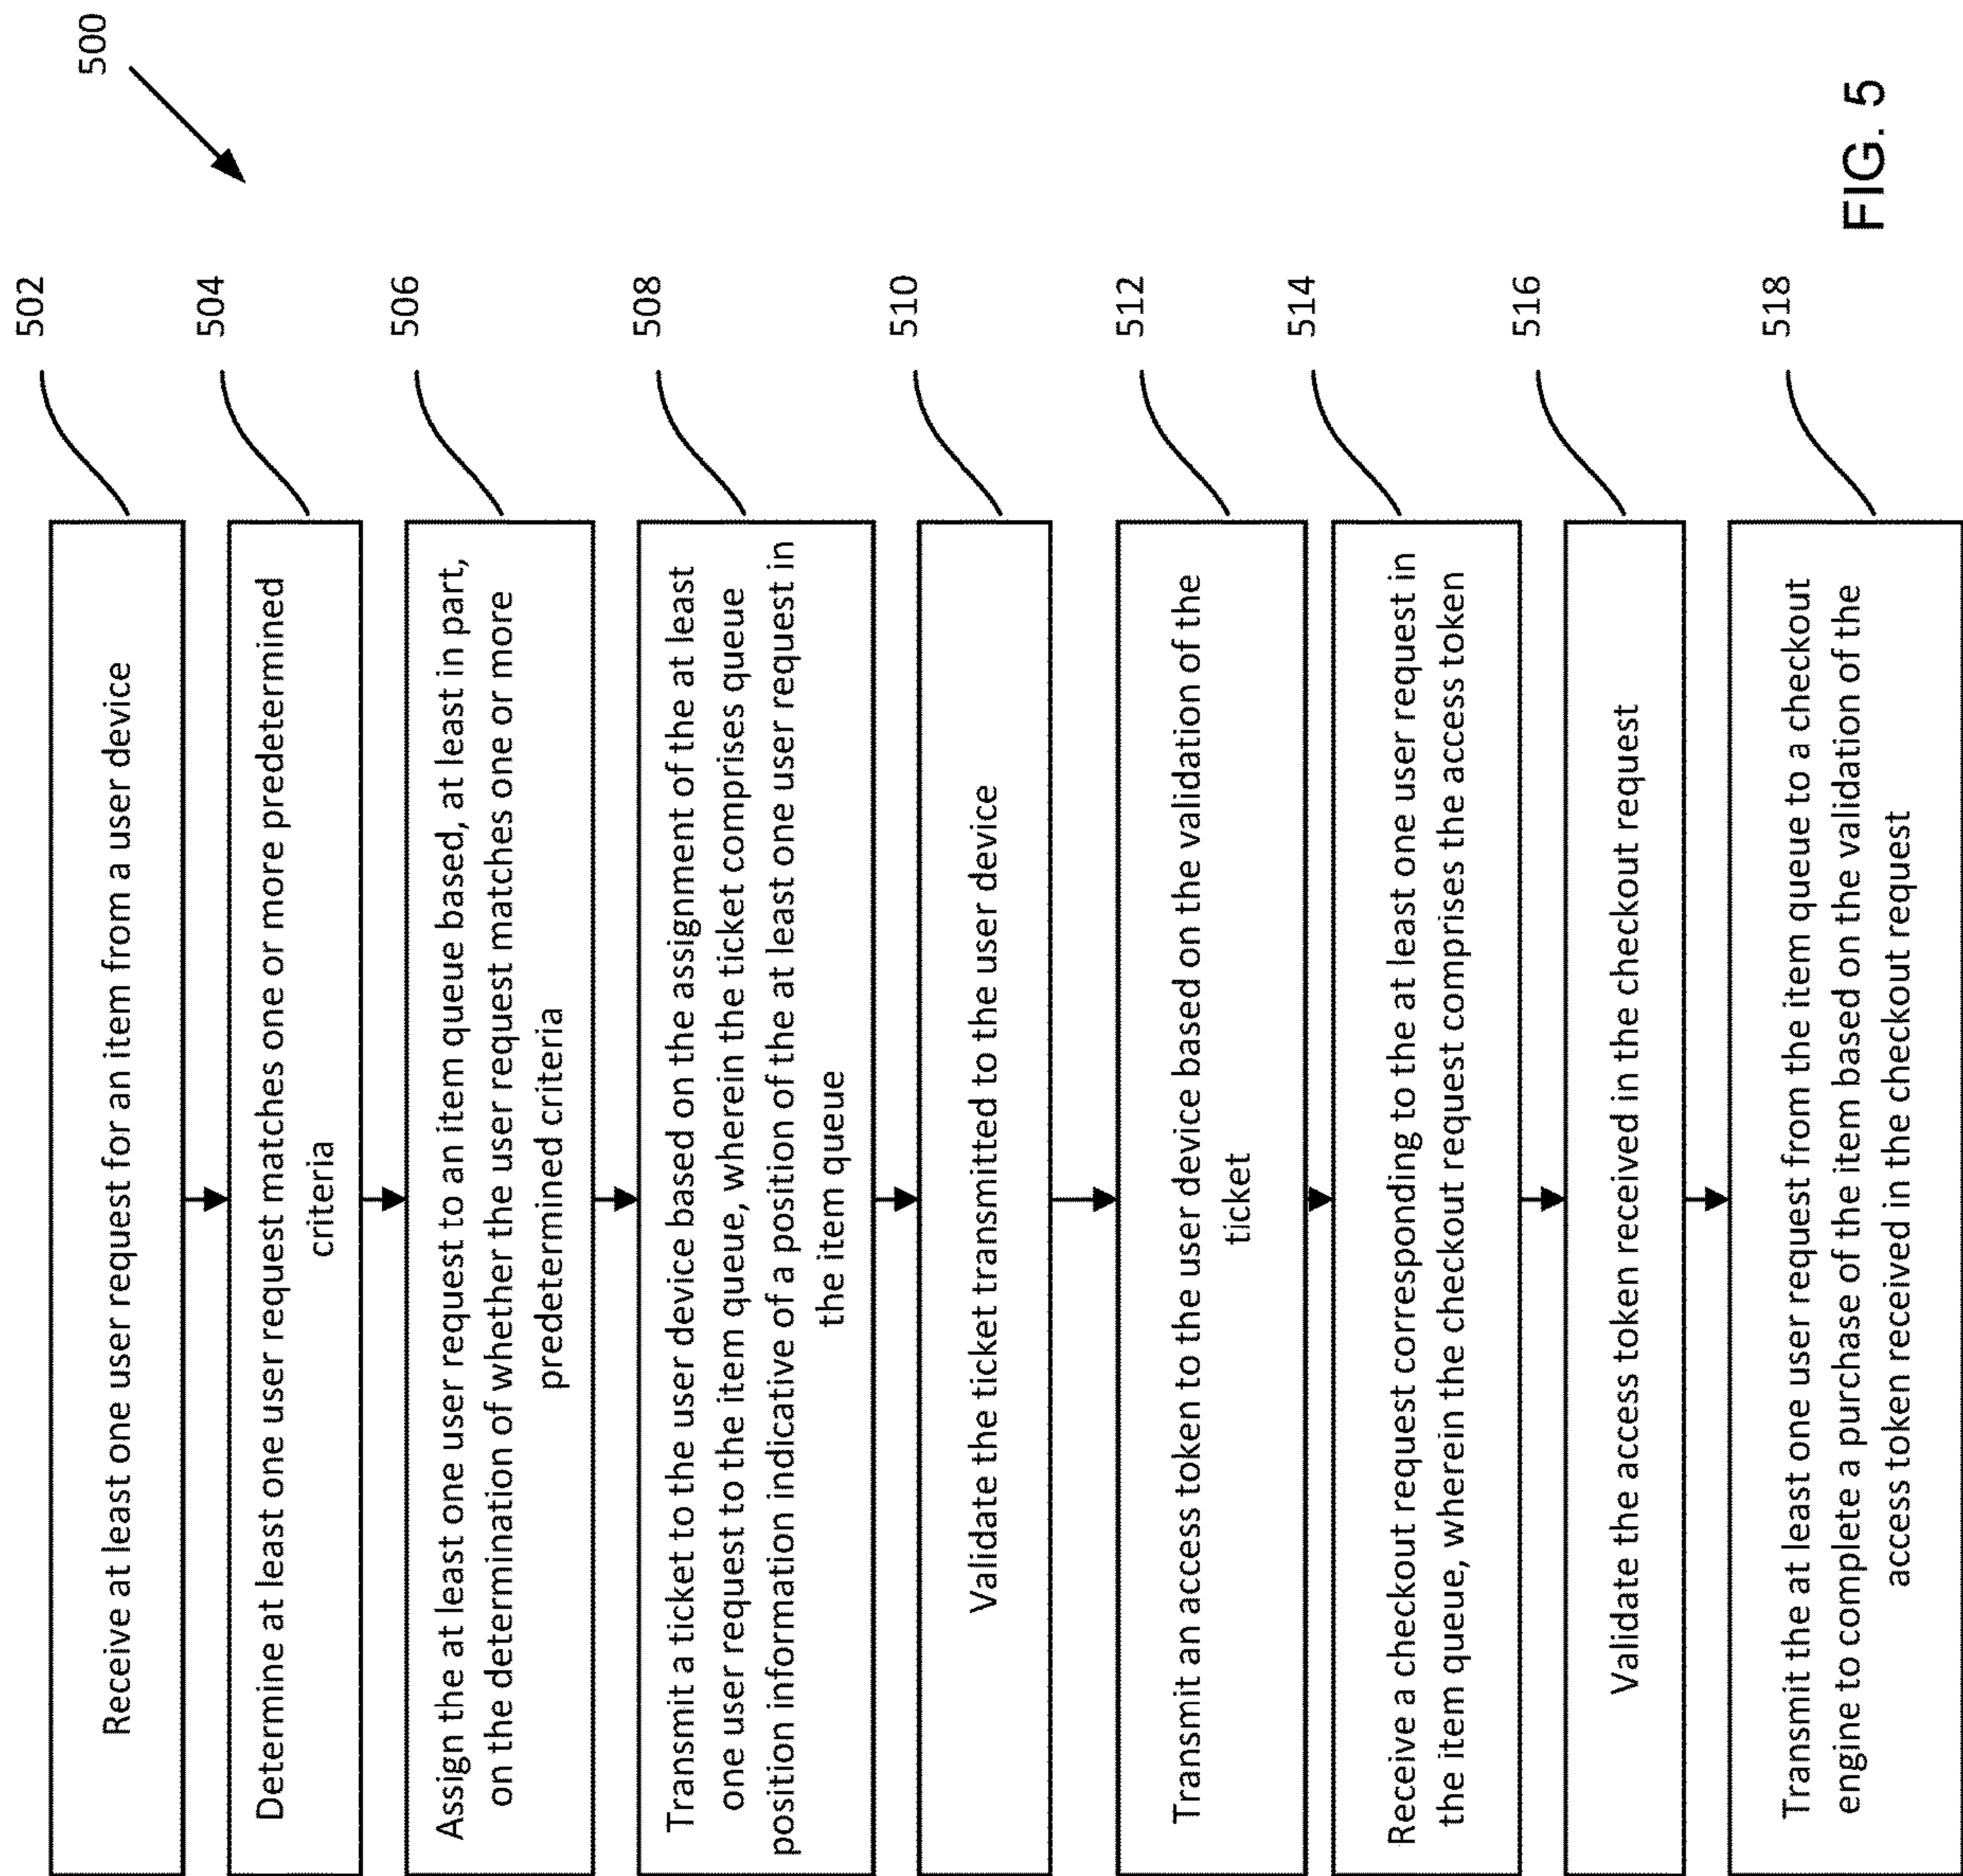 500
502
Receive at least one user request for an item from a user device
504
Determine at least one user request matches one or more predetermined
criteria
506
Assign the at least one user request to an item queue based, at least in part,
on the determination of whether the user request matches one or more
predetermined criteria
508
Transmit a ticket to the user device based on the assignment of the at least
one user request to the item queue, wherein the ticket comprises queue
position information indicative of a position of the at least one user request in
the item queue
510
Validate the ticket transmitted to the user device
512
Transmit an access token to the user device based on the validation of the
ticket
514
Receive a checkout request corresponding to the at least one user request in
the item queue, wherein the checkout request comprises the access token
516
Validate the access token received in the checkout request
518
Transmit the at least one user request from the item queue to a checkout
engine to complete a purchase of the item based on the validation of the
access token received in the checkout request
FIG. 5